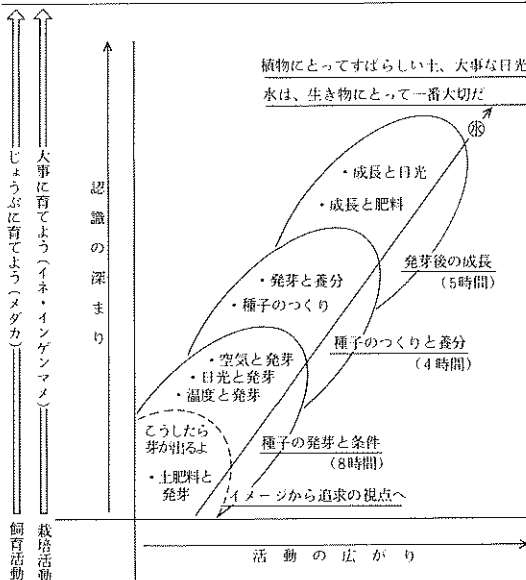 植物にとってすばらしい土、大事な日光
水は、生き物にとって一番大切だ
水
・成長と日光
・成長と肥料
発芽後の成長
(5時間)
・発芽と養分
・種子のつくり
種子のつくりと養分
(4時間)
・空気と発芽
・日光と発芽
・温度と発芽
種子の発芽と条件
(8時間)
こうしたら
芽が出るよ
・土肥料と
発芽
イメージから追求の視点へ
認識の深まり
活動の広がり
大事に育てよう(イネ・インゲンマメ)
栽培活動
じょうぶに育てよう(メダカ)
飼育活動